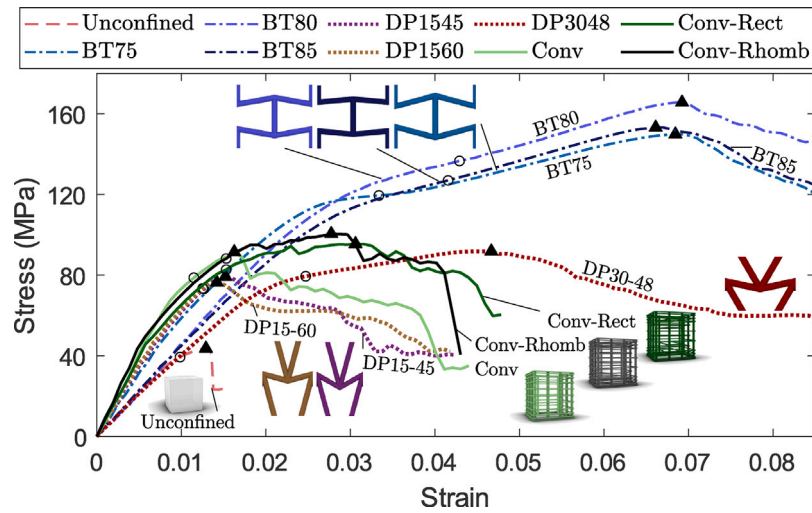 Unconfined BT80 DP1545 DP3048 Conv-Rect
BT75 BT85 DP1560 Conv Conv-Rhomb
160
120
80
40
0
Stress (MPa)
BT80
BT75
BT85
DP30-48
DP15-60
DP15-45
Conv-Rect
Conv-Rhomb
Conv
Unconfined
0 0.01 0.02 0.03 0.04 0.05 0.06 0.07 0.08
Strain